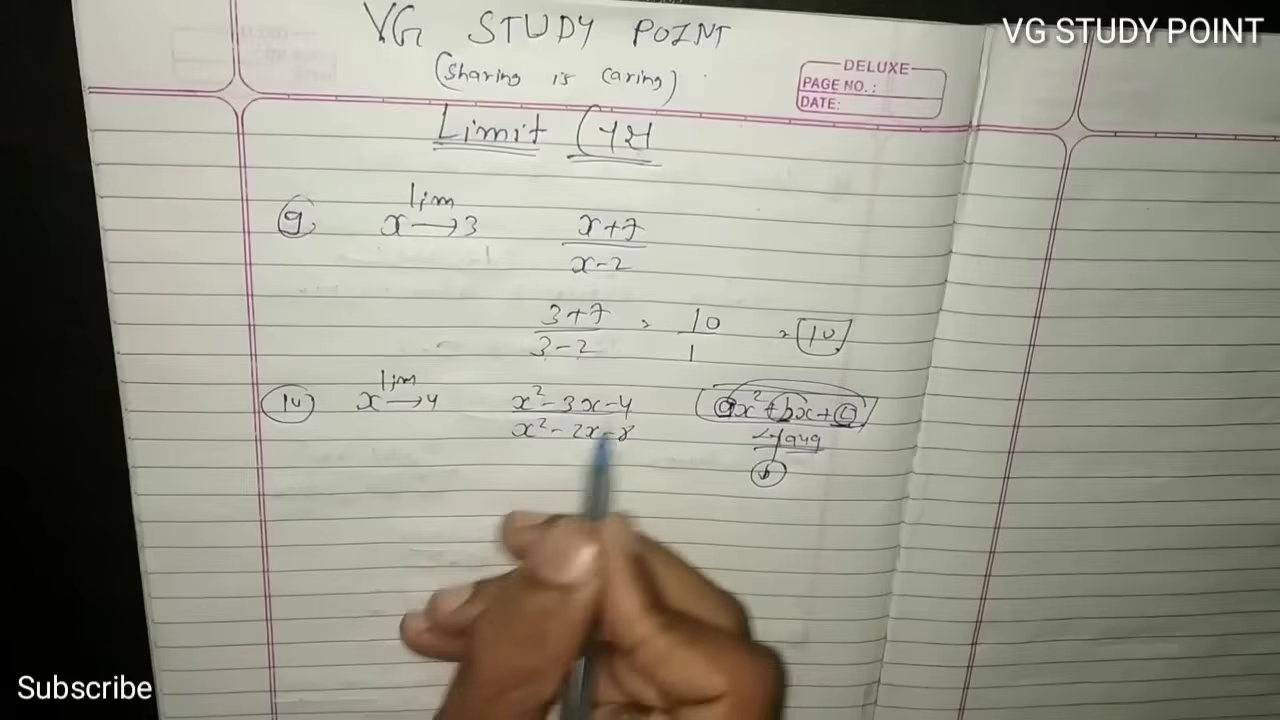 VG STUDY POINT
VG STUDY POINT
(sharing is caring)
DELUXE
PAGE NO.:
DATE:
Limit
9. lim x→3 x+7
x-2
3+7 = 10 = 10
3-2 1
10 lim x→4 x²-3x-4 ax²+bx+c
x²-2x-8
b
Subscribe